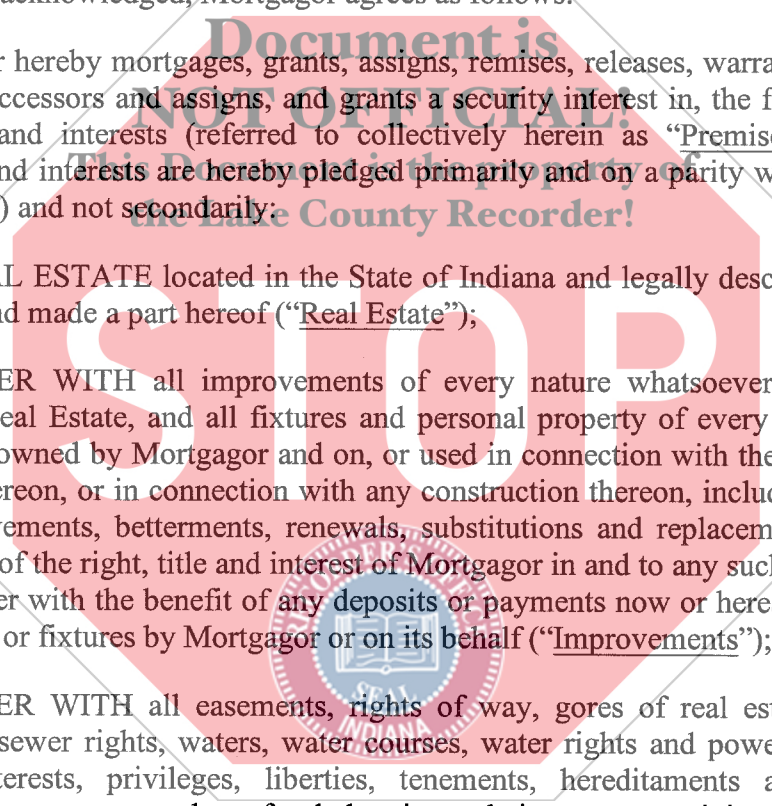 acknowledged, Mortgagor agrees as follows:
Document is
r hereby mortgages, grants, assigns, remises, releases, warra
ccessors and assigns, and grants a security interest in, the f
NOT OFFICIAL!
and interests (referred to collectively herein as “Premis
This Document is the property of
nd interests are hereby pledged primarily and on a parity w
) and not secondarily:
the Lake County Recorder!
AL ESTATE located in the State of Indiana and legally desc
nd made a part hereof (“Real Estate”);
STOP
ER WITH all improvements of every nature whatsoever
eal Estate, and all fixtures and personal property of every
owned by Mortgagor and on, or used in connection with the
ereon, or in connection with any construction thereon, includ
vements, betterments, renewals, substitutions and replacem
of the right, title and interest of Mortgagor in and to any such
er with the benefit of any deposits or payments now or here
or fixtures by Mortgagor or on its behalf (“Improvements”);
SEAL
INDIANA
ER WITH all easements, rights of way, gores of real est
sewer rights, waters, water courses, water rights and powe
terests, privileges, liberties, tenements, hereditaments a